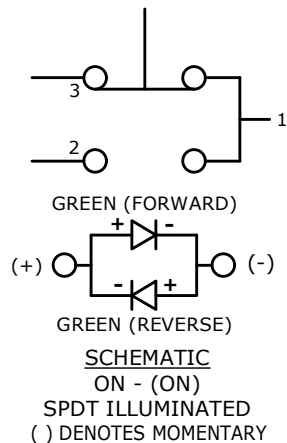 3
1
2
GREEN (FORWARD)
+ -
(+) (-)
- +
GREEN (REVERSE)
SCHEMATIC
ON - (ON)
SPDT ILLUMINATED
( ) DENOTES MOMENTARY